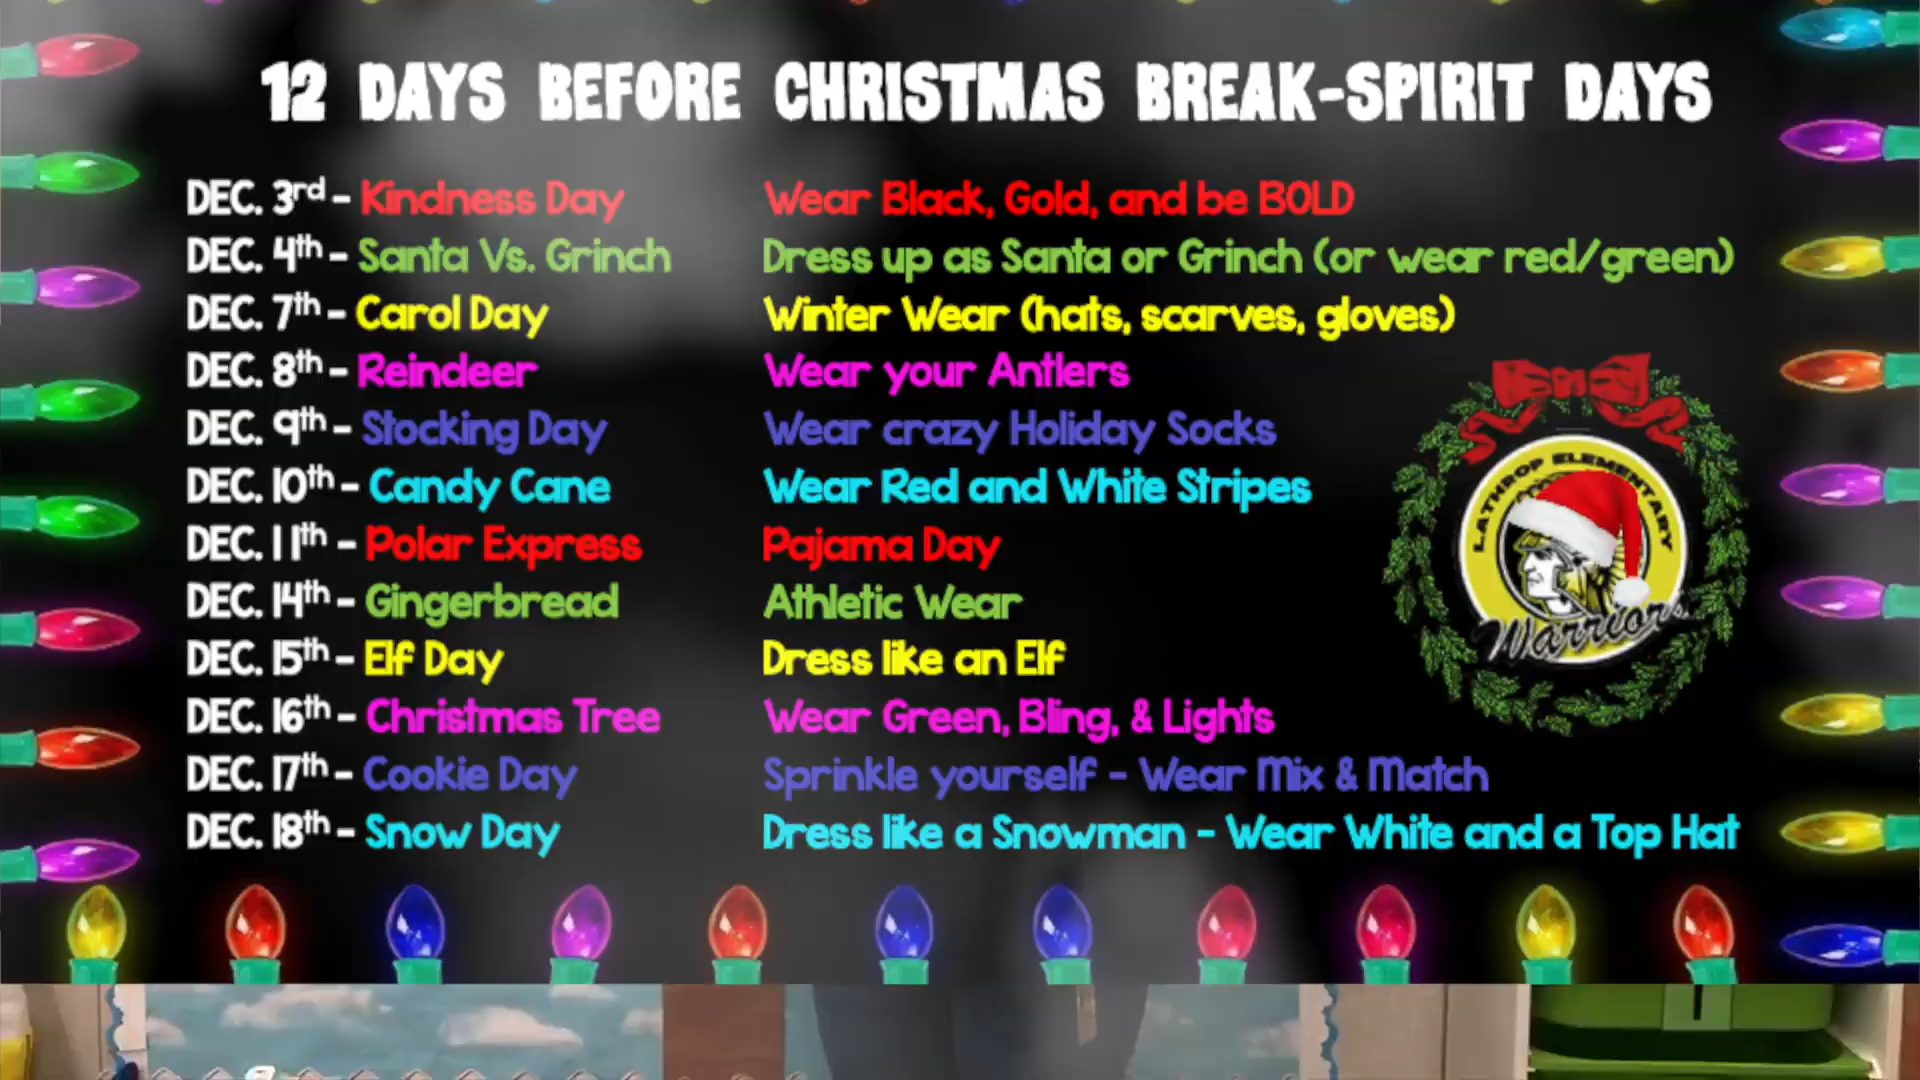 12 DAYS BEFORE CHRISTMAS BREAK-SPIRIT DAYS
DEC. 3rd - Kindness Day Wear Black, Gold, and be BOLD
DEC. 4th - Santa Vs. Grinch Dress up as Santa or Grinch (or wear red/green)
DEC. 7th - Carol Day Winter Wear (hats, scarves, gloves)
DEC. 8th - Reindeer Wear your Antlers
DEC. 9th - Stocking Day Wear crazy Holiday Socks
DEC. 10th - Candy Cane Wear Red and White Stripes
DEC. 11th - Polar Express Pajama Day
DEC. 14th - Gingerbread Athletic Wear
DEC. 15th - Elf Day Dress like an Elf
DEC. 16th - Christmas Tree Wear Green, Bling, & Lights
DEC. 17th - Cookie Day Sprinkle yourself - Wear Mix & Match
DEC. 18th - Snow Day Dress like a Snowman - Wear White and a Top Hat
LATHROP ELEMENTARY
Warriors